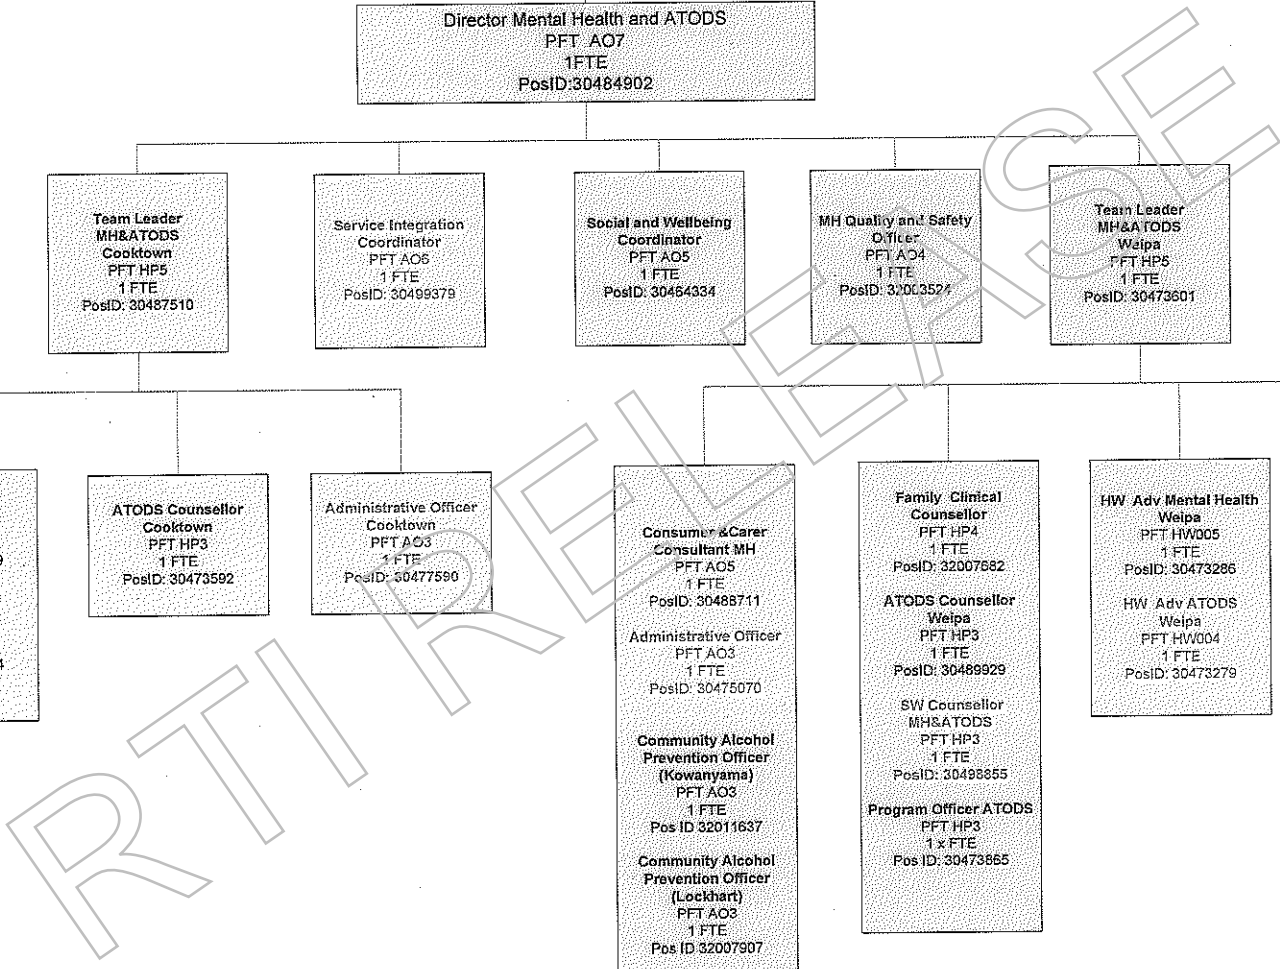 Director Mental Health and ATODS
PFT AO7
1FTE
PosID:30484902
Team Leader
MH&ATODS
Cooktown
PFT HP5
1 FTE
PosID: 30487510
Service Integration
Coordinator
PFT AO5
1 FTE
PosID: 30499379
Social and Wellbeing
Coordinator
PFT AO5
1 FTE
PosID: 30464334
MH Quality and Safety
Officer
PFT AO4
1 FTE
PosID: 32003524
Team Leader
MH&ATODS
Weipa
PFT HP5
1 FTE
PosID: 30473601
9
4
ATODS Counsellor
Cooktown
PFT HP3
1 FTE
PosID: 30473592
Administrative Officer
Cooktown
PFT AO3
1 FTE
PosID: 30477590
Consumer &Carer
Consultant MH
PFT AO5
1 FTE
PosID: 30488711
Administrative Officer
PFT AO3
1 FTE
PosID: 30475070
Community Alcohol
Prevention Officer
(Kowanyama)
PFT AO3
1 FTE
Pos ID 32011637
Community Alcohol
Prevention Officer
(Lockhart)
PFT AO3
1 FTE
Pos ID 32007907
Family Clinical
Counsellor
PFT HP4
1 FTE
PosID: 32007682
ATODS Counsellor
Weipa
PFT HP3
1 FTE
PosID: 30489929
SW Counsellor
MH&ATODS
PFT HP3
1 FTE
PosID: 30498855
Program Officer ATODS
PFT HP3
1 x FTE
Pos ID: 30473865
HW Adv Mental Health
Weipa
PFT HW005
1 FTE
PosID: 30473286
HW Adv ATODS
Weipa
PFT HW004
1 FTE
PosID: 30473279
RTI RELEASE